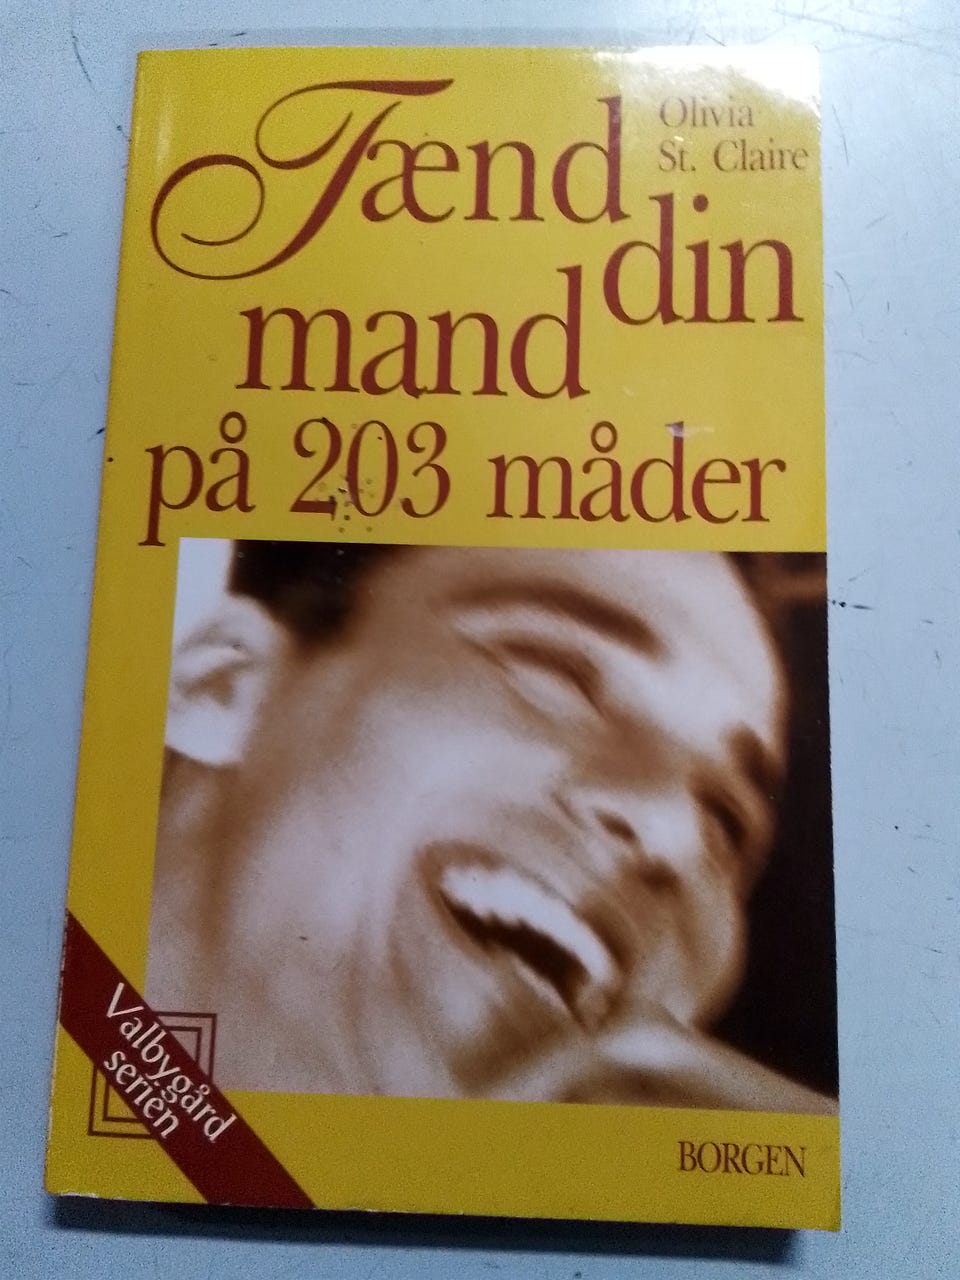 Olivia
St. Claire
Tænd
din
mand
på 203 måder
Valbygård
serien
BORGEN